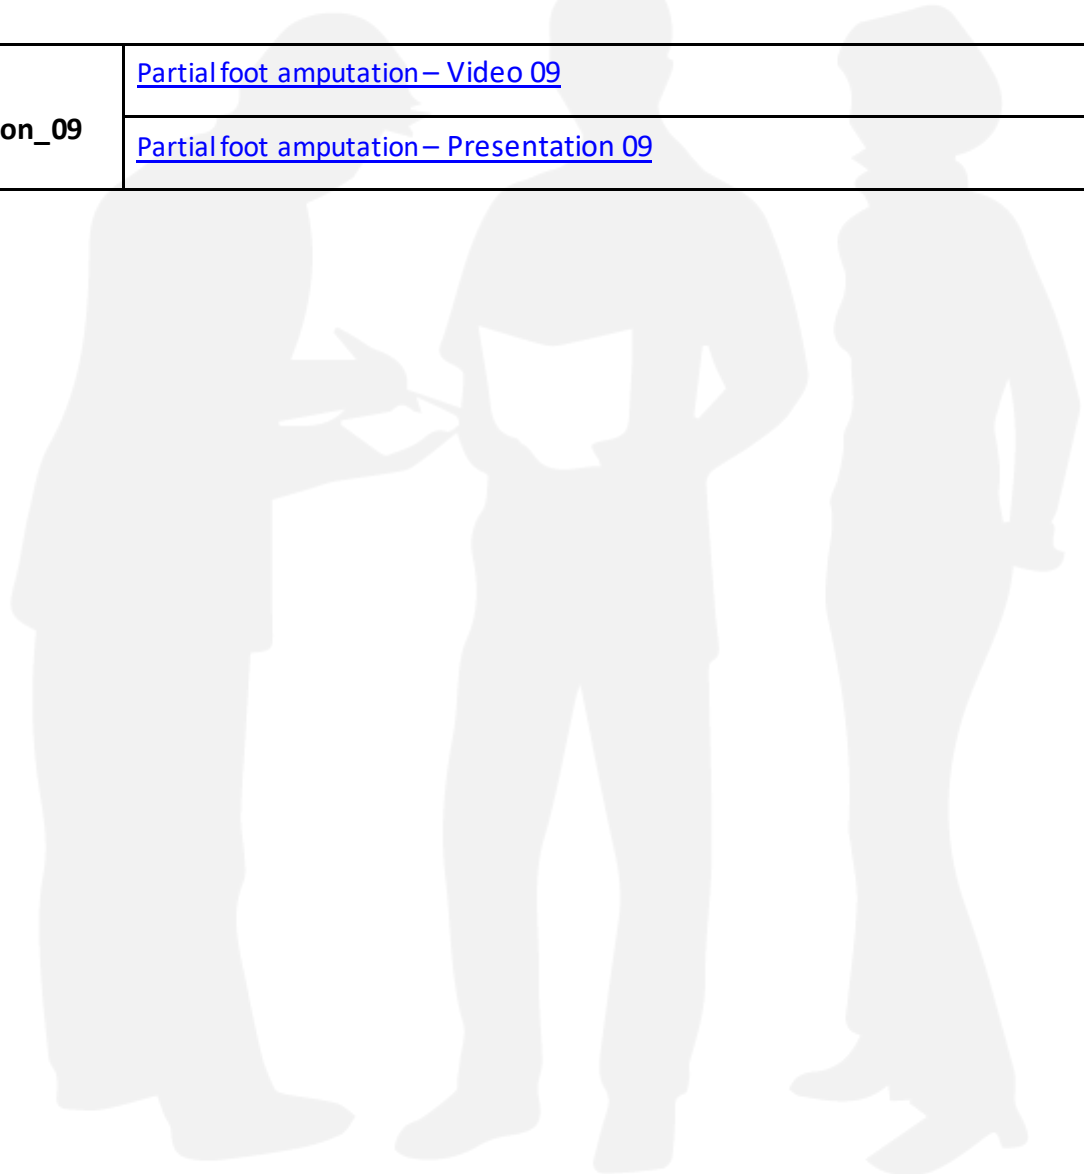 Partial foot amputation – Video 09
on_09
Partial foot amputation – Presentation 09